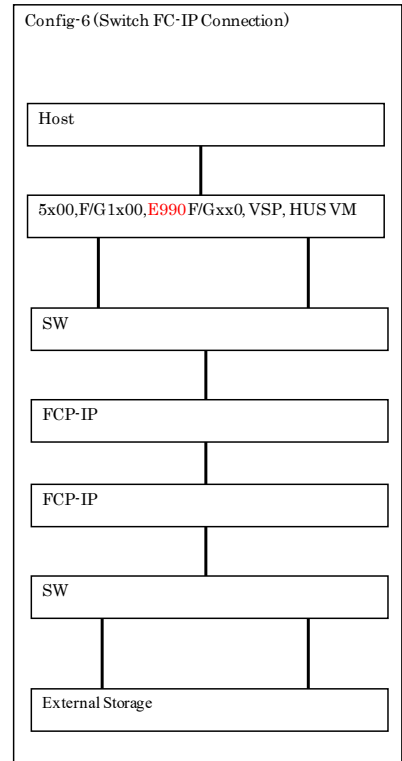 Config-6 (Switch FC-IP Connection)
Host
5x00,F/G1x00,E990F/Gxx0, VSP, HUS VM
SW
FCP-IP
FCP-IP
SW
External Storage